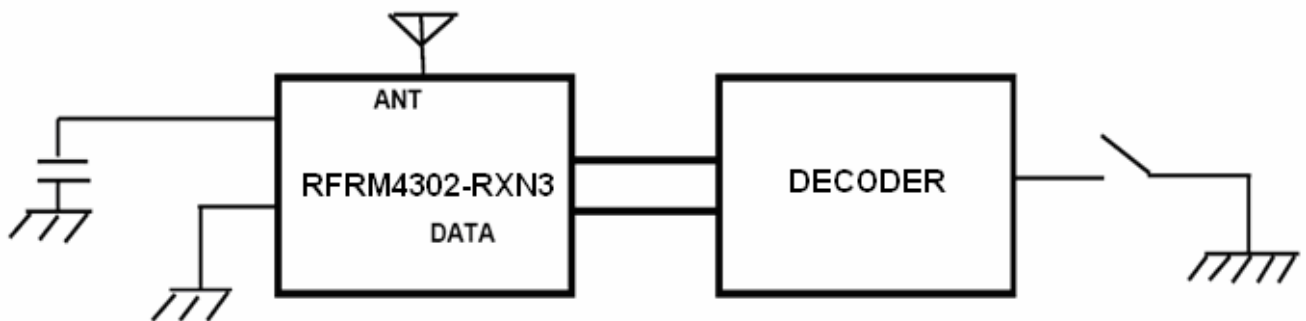 ANT
RFRM4302-RXN3
DATA
DECODER